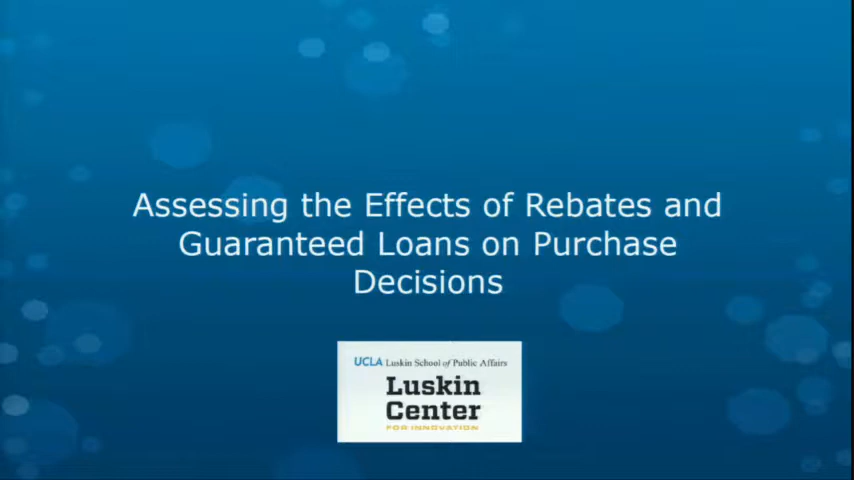 Assessing the Effects of Rebates and
Guaranteed Loans on Purchase
Decisions
UCLA Luskin School of Public Affairs
Luskin
Center
FOR INNOVATION